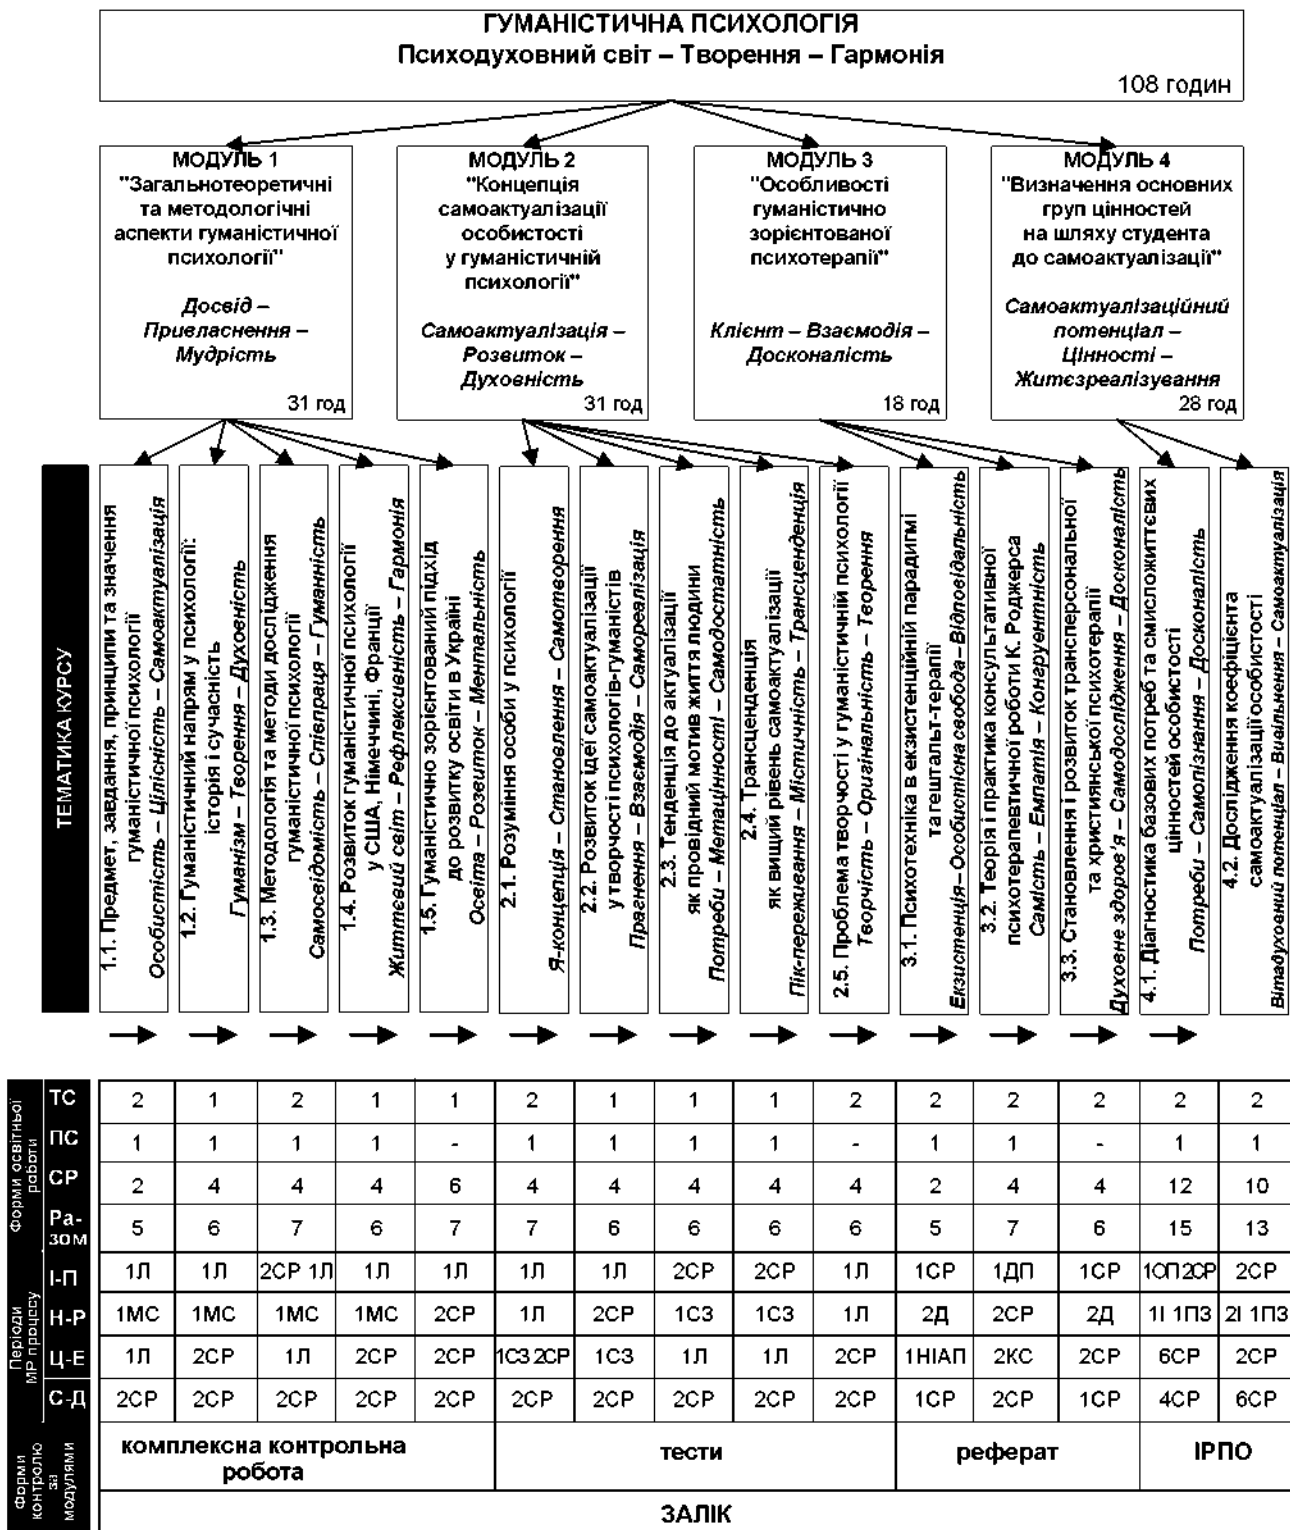 ГУМАНІСТИЧНА ПСИХОЛОГІЯ
Психодуховний світ – Творення – Гармонія
108 годин
МОДУЛЬ 1
"Загальнотеоретичні
та методологічні
аспекти гуманістичної
психології"
Досвід –
Привласнення –
Мудрість
31 год
МОДУЛЬ 2
"Концепція
самоактуалізації
особистості
у гуманістичній
психології"
Самоактуалізація –
Розвиток –
Духовність
31 год
МОДУЛЬ 3
"Особливості
гуманістично
зорієнтованої
психотерапії"
Клієнт – Взаємодія –
Досконалість
18 год
МОДУЛЬ 4
"Визначення основних
груп цінностей
на шляху студента
до самоактуалізації"
Самоактуалізаційний
потенціал –
Цінності –
Житєзреалізування
28 год
ТЕМАТИКА КУРСУ
1.1. Предмет, завдання, принципи та значення
гуманістичної психології
Особистість – Цілісність – Самоактуалізація
1.2. Гуманістичний напрям у психології:
історія і сучасність
Гуманізм – Творення – Духовність
1.3. Методологія та методи дослідження
гуманістичної психології
Самосвідомість – Співпраця – Гуманність
1.4. Розвиток гуманістичної психології
у США, Німеччині, Франції
Життєвий світ – Рефлексивність – Гармонія
1.5. Гуманістично зорієнтований підхід
до розвитку освіти в Україні
Освіта – Розвиток – Ментальність
2.1. Розуміння особи у психології
Я-концепція – Становлення – Самотворення
2.2. Розвиток ідеї самоактуалізації
у творчості психологів-гуманістів
Прагнення – Взаємодія – Самореалізація
2.3. Тенденція до актуалізації
як провідний мотив життя людини
Потреби – Метацінності – Самодостатність
2.4. Трансценденція
як вищий рівень самоактуалізації
Пік-переживання – Містичність – Трансценденція
2.5. Проблема творчості у гуманістичній психології
Творчість – Оригінальність – Творення
3.1. Психотехніка в екзистенційній парадигмі
та гештальт-терапії
Екзистенція – Особистісна свобода – Відповідальність
3.2. Теорія і практика консультативної
психотерапевтичної роботи К. Роджерса
Самість – Емпатія – Конгруентність
3.3. Становлення і розвиток трансперсональної
та християнської психотерапії
Духовне здоров'я – Самодослідження – Досконалість
4.1. Діагностика базових потреб та смисложиттєвих
цінностей особистості
Потреби – Самопізнання – Досконалість
4.2. Дослідження коефіцієнта
самоактуалізації особистості
Вітадуховний потенціал – Вивільнення – Самоактуалізація
Форми освітньої
роботи
ТС 2 1 2 1 1 2 1 1 1 2 2 2 2 2 2
ПС 1 1 1 1 - 1 1 1 1 - 1 1 - 1 1
СР 2 4 4 4 6 4 4 4 4 4 2 4 4 12 10
Ра-
зом 5 6 7 6 7 7 6 6 6 6 5 7 6 15 13
Періоди
МР процесу
І-П 1Л 1Л 2СР 1Л 1Л 1Л 1Л 1Л 2СР 2СР 1Л 1СР 1ДП 1СР 1ОП2СР 2СР
Н-Р 1МС 1МС 1МС 1МС 2СР 1Л 2СР 1СЗ 1СЗ 1Л 2Д 2СР 2Д 1І 1ПЗ 2І 1ПЗ
Ц-Е 1Л 2СР 1Л 2СР 2СР 1СЗ2СР 1СЗ 1Л 1Л 2СР 1НІАП 2КС 2СР 6СР 2СР
С-Д 2СР 2СР 2СР 2СР 2СР 2СР 2СР 2СР 2СР 2СР 1СР 2СР 1СР 4СР 6СР
Форми
контролю
за
модулями
комплексна контрольна
робота
тести
реферат
ІРПО
ЗАЛІК